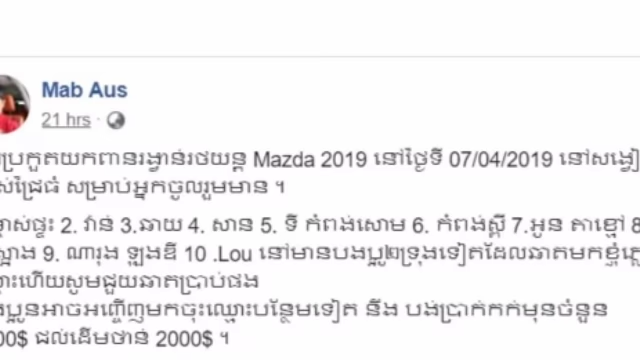 Mab Aus
21 hrs ·
ប្រកួតយកពានរង្វាន់រថយន្ត Mazda 2019 នៅថ្ងៃទី 07/04/2019 នៅសង្វៀ
ជ្រៃធំ សម្រាប់អ្នកចូលរួមមាន ។
ម្ចាស់ផ្ទះ 2. វ៉ាន់ 3.ឆាយ 4. សាន 5. ទី កំពង់សោម 6. កំពង់ស្ពឺ 7.អូន តាខ្មៅ 8
9. ណារុង ឡុងឌី 10 .Lou នៅមានបងប្អូ២ទ្រុងទៀតដែលឆាតមកខ្ញុំ
ហើយសូមជួយឆាតប្រាប់ផង
ប្អូនអាចអញ្ជើញមកចុះឈ្មោះបន្ថែមទៀត នឹង បង់ប្រាក់កក់មុនចំនួន
00$ ដល់ដើមថាន់ 2000$ ។